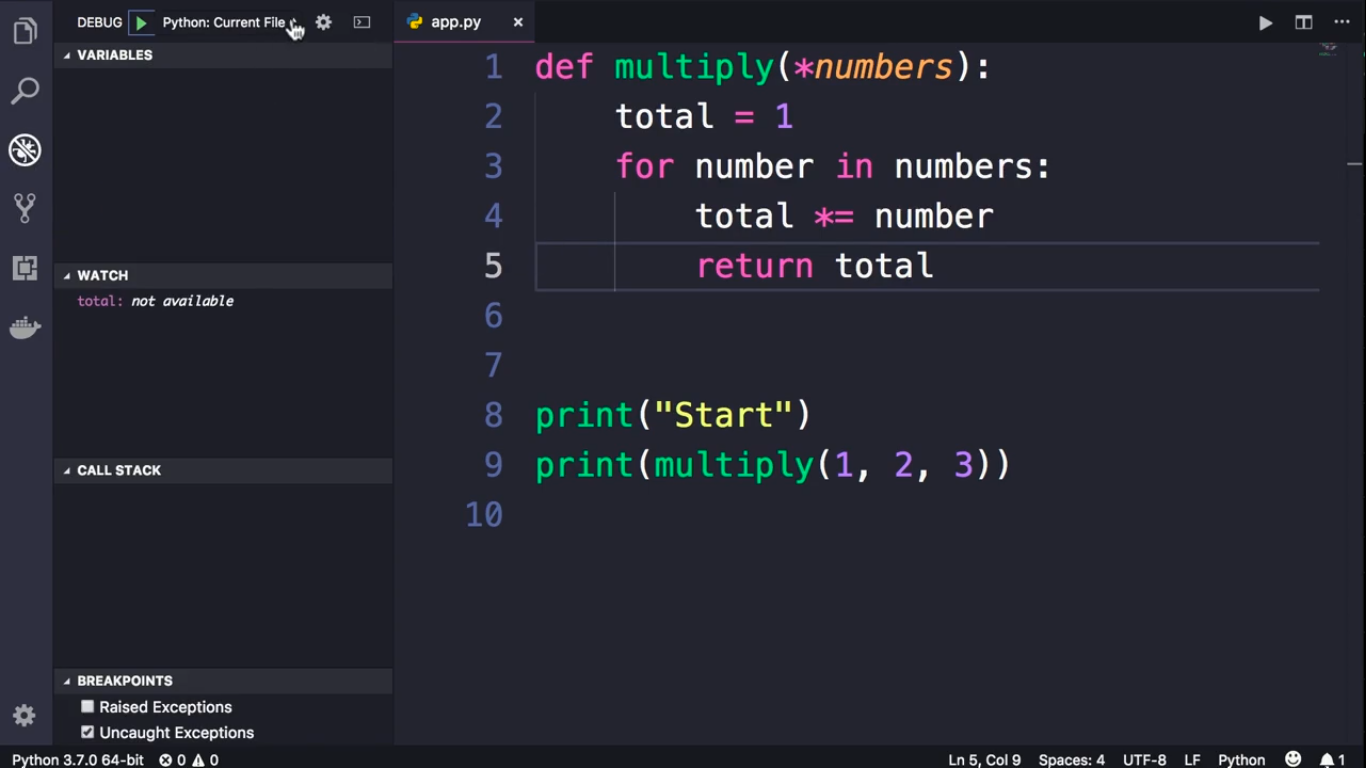 DEBUG Python: Current File
VARIABLES
WATCH
total: not available
CALL STACK
BREAKPOINTS
Raised Exceptions
Uncaught Exceptions
app.py
1 def multiply(*numbers):
2     total = 1
3     for number in numbers:
4         total *= number
5         return total
6
7
8 print("Start")
9 print(multiply(1, 2, 3))
10
Python 3.7.0 64-bit 0 0 Ln 5, Col 9 Spaces: 4 UTF-8 LF Python 1